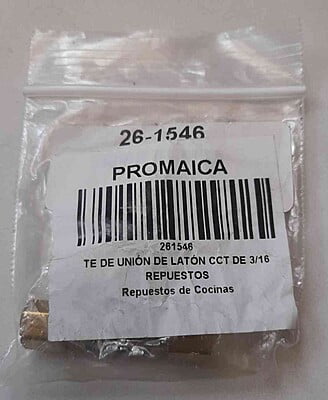 26-1546
PROMAICA
261546
TE DE UNIÓN DE LATÓN CCT DE 3/16
REPUESTOS
Repuestos de Cocinas